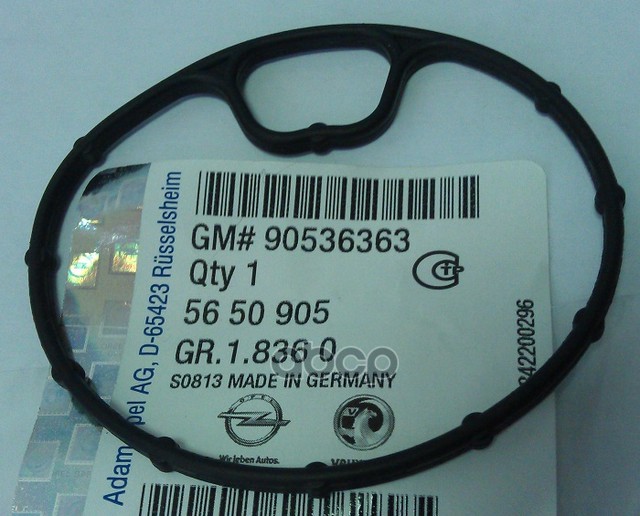 GM# 90536363
Qty 1
56 50 905
GR.1.836 0
S0813 MADE IN GERMANY
OPEL
Wir leben Autos.
AG, D-65423 Rüsselsheim
42200296